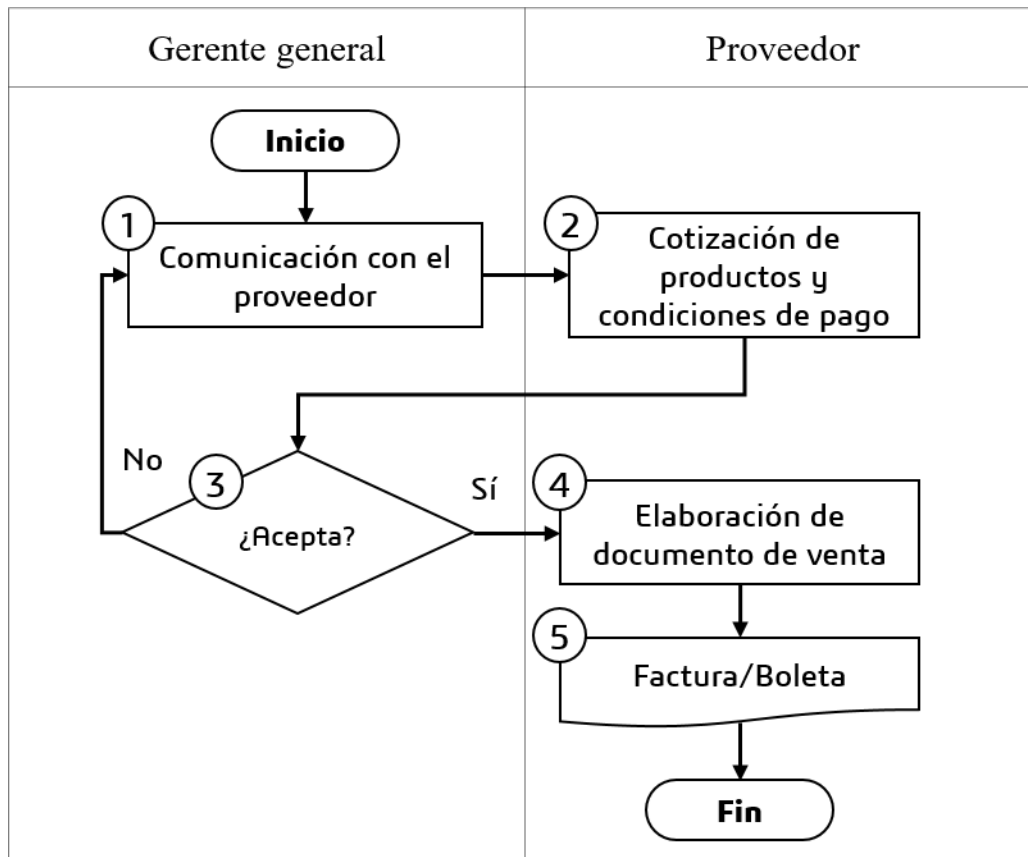 Gerente general
Proveedor
Inicio
1
Comunicación con el
proveedor
2
Cotización de
productos y
condiciones de pago
No
3
¿Acepta?
Sí
4
Elaboración de
documento de venta
5
Factura/Boleta
Fin